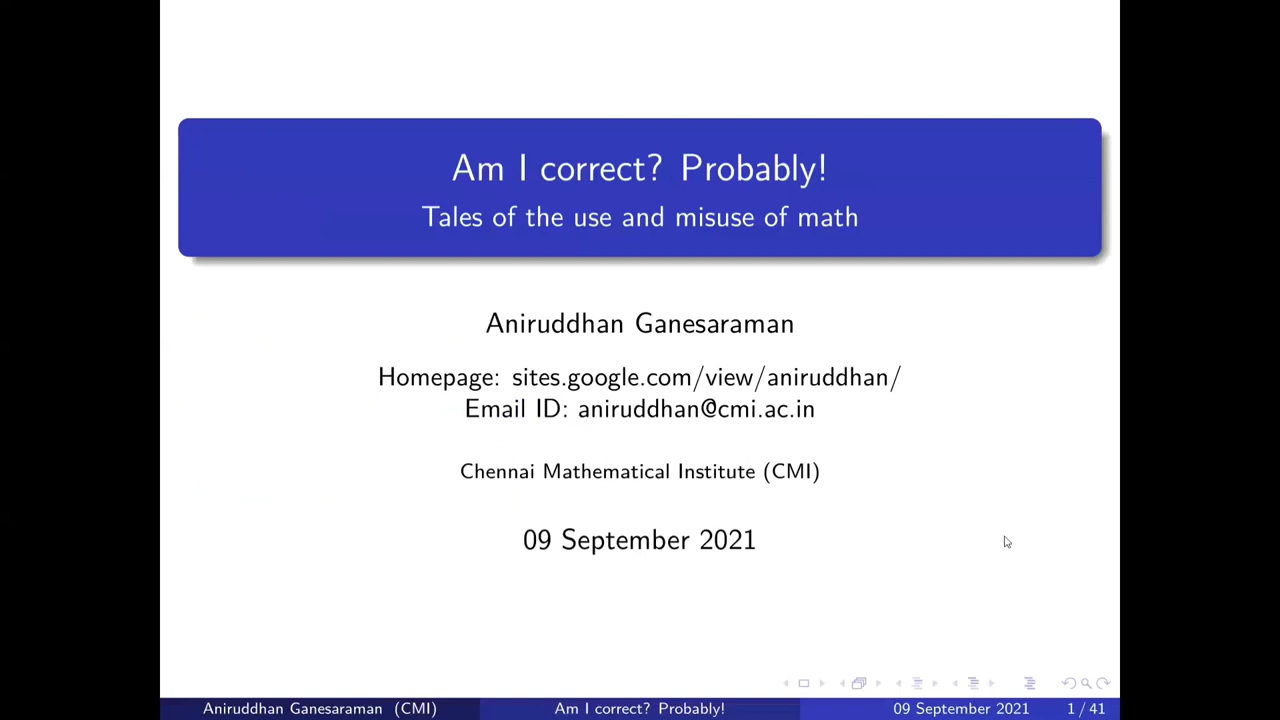 Am I correct? Probably!
Tales of the use and misuse of math
Aniruddhan Ganesaraman
Homepage: sites.google.com/view/aniruddhan/
Email ID: aniruddhan@cmi.ac.in
Chennai Mathematical Institute (CMI)
09 September 2021
Aniruddhan Ganesaraman (CMI) Am I correct? Probably! 09 September 2021 1 / 41